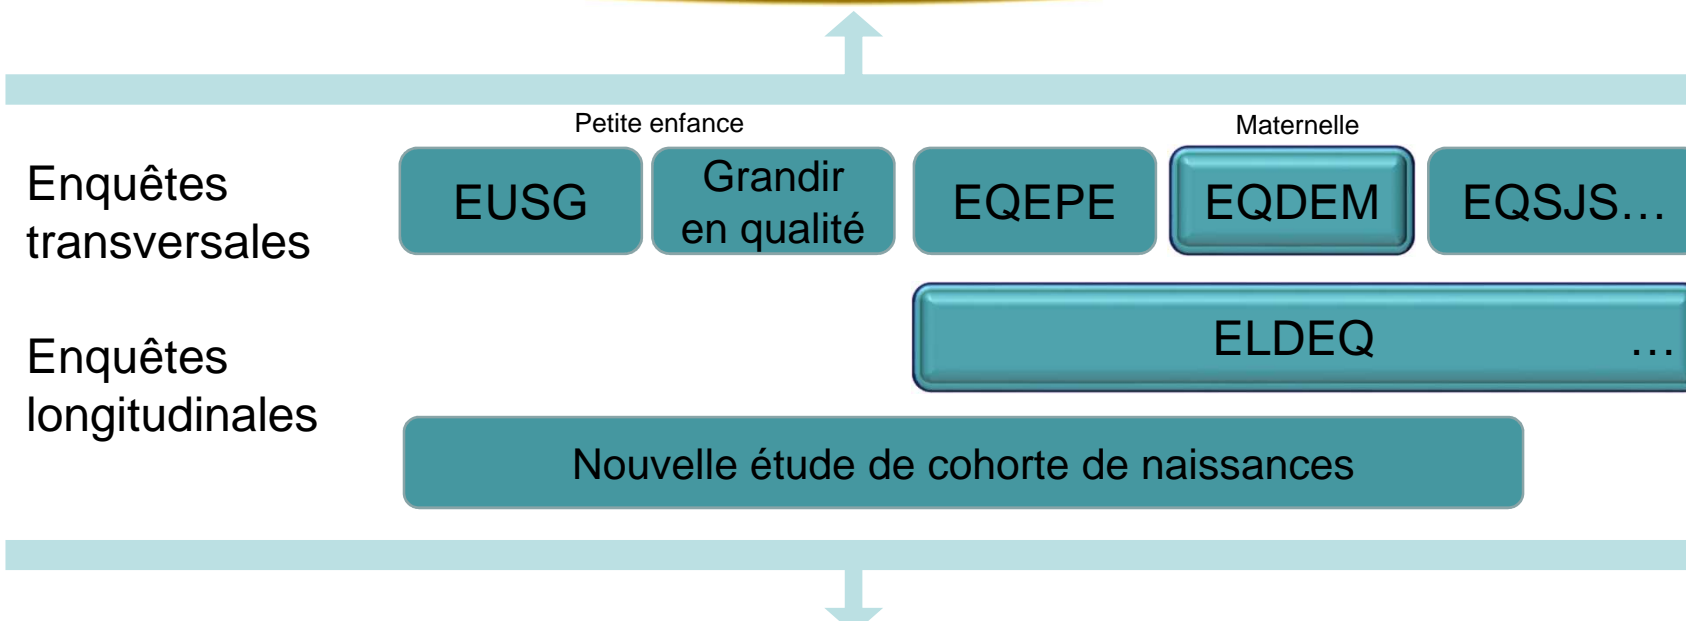 Petite enfance
Maternelle
Enquêtes
transversales
EUSG
Grandir
en qualité
EQEPE
EQDEM
EQSJS…
Enquêtes
longitudinales
ELDEQ …
Nouvelle étude de cohorte de naissances